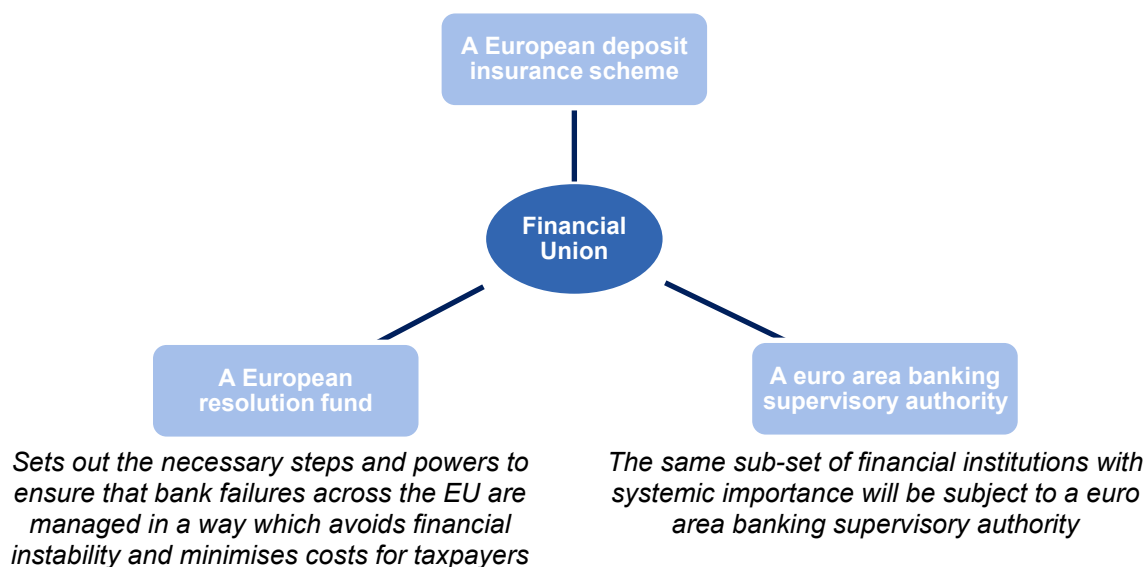 A European deposit
insurance scheme
Financial
Union
A European
resolution fund
A euro area banking
supervisory authority
Sets out the necessary steps and powers to
ensure that bank failures across the EU are
managed in a way which avoids financial
instability and minimises costs for taxpayers
The same sub-set of financial institutions with
systemic importance will be subject to a euro
area banking supervisory authority